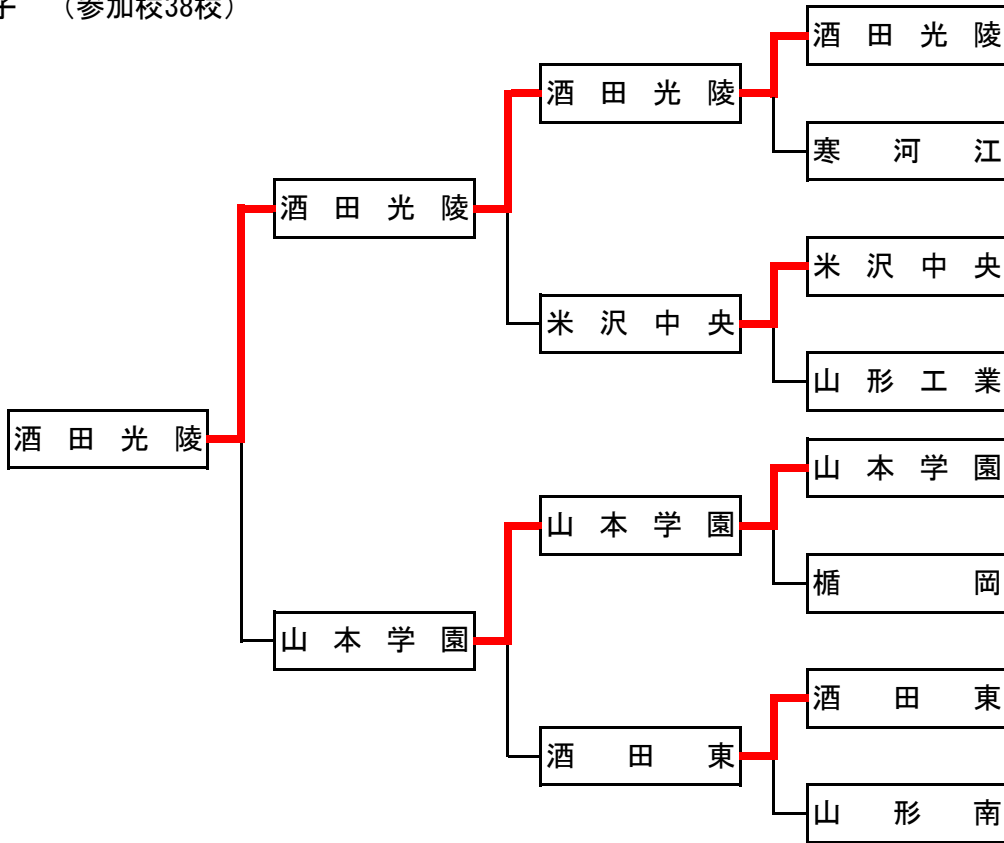 子 （参加校38校）
酒田光陵
酒田光陵
寒河江
酒田光陵
米沢中央
米沢中央
山形工業
酒田光陵
山本学園
山本学園
楯岡
山本学園
酒田東
酒田東
山形南